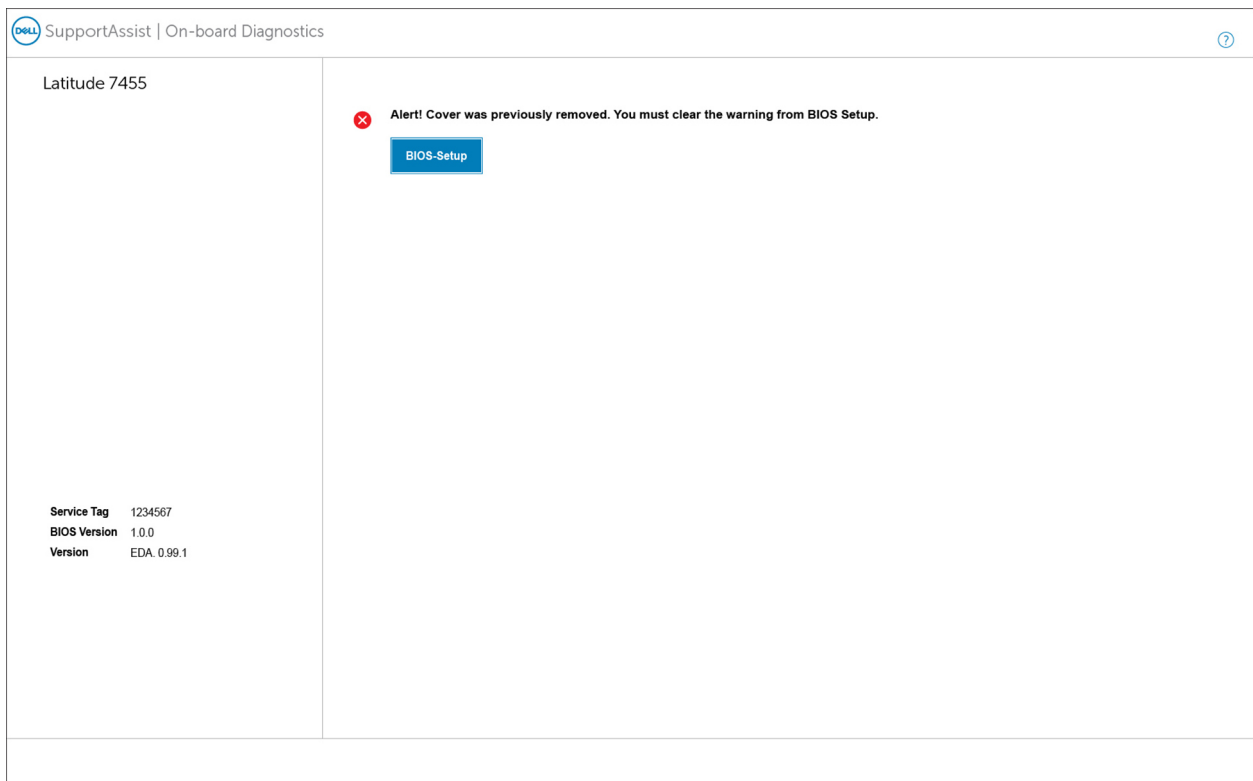 DELL SupportAssist | On-board Diagnostics
?
Latitude 7455
Alert! Cover was previously removed. You must clear the warning from BIOS Setup.
BIOS-Setup
Service Tag 1234567
BIOS Version 1.0.0
Version EDA. 0.99.1